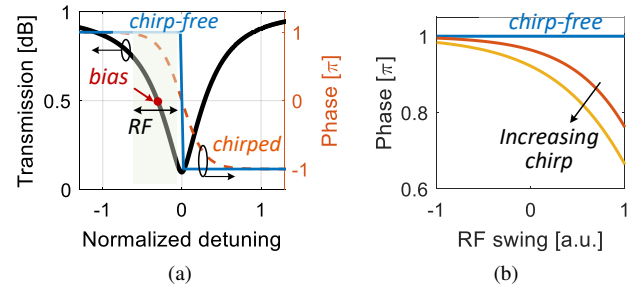 chirp-free
bias
RF
chirped
Transmission [dB]
1
0.5
0
Phase [π]
1
0
-1
-1
0
1
Normalized detuning
(a)
chirp-free
Increasing
chirp
Phase [π]
1
0.8
0.6
-1
0
1
RF swing [a.u.]
(b)